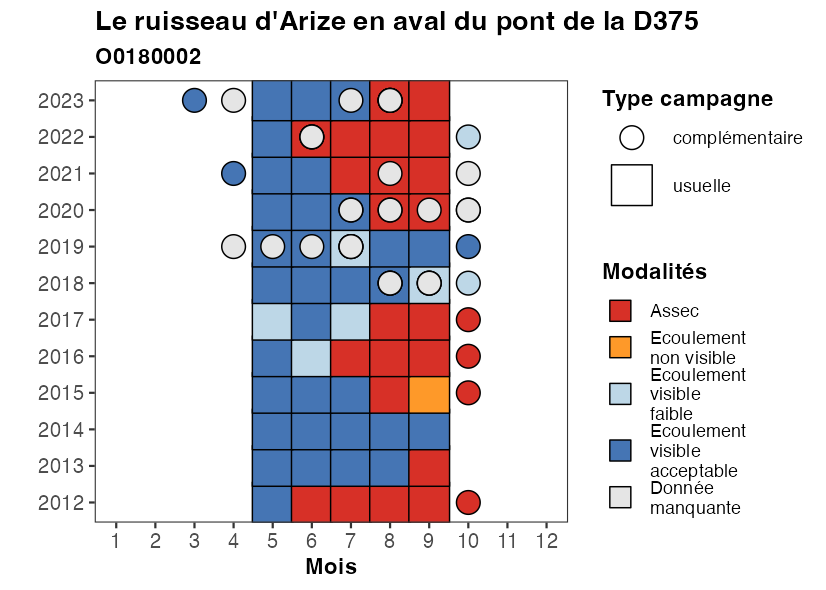 Le ruisseau d'Arize en aval du pont de la D375
O0180002
2023
2022
2021
2020
2019
2018
2017
2016
2015
2014
2013
2012
1 2 3 4 5 6 7 8 9 10 11 12
Mois
Type campagne
complémentaire
usuelle
Modalités
Assec
Ecoulement
non visible
Ecoulement
visible
faible
Ecoulement
visible
acceptable
Donnée
manquante